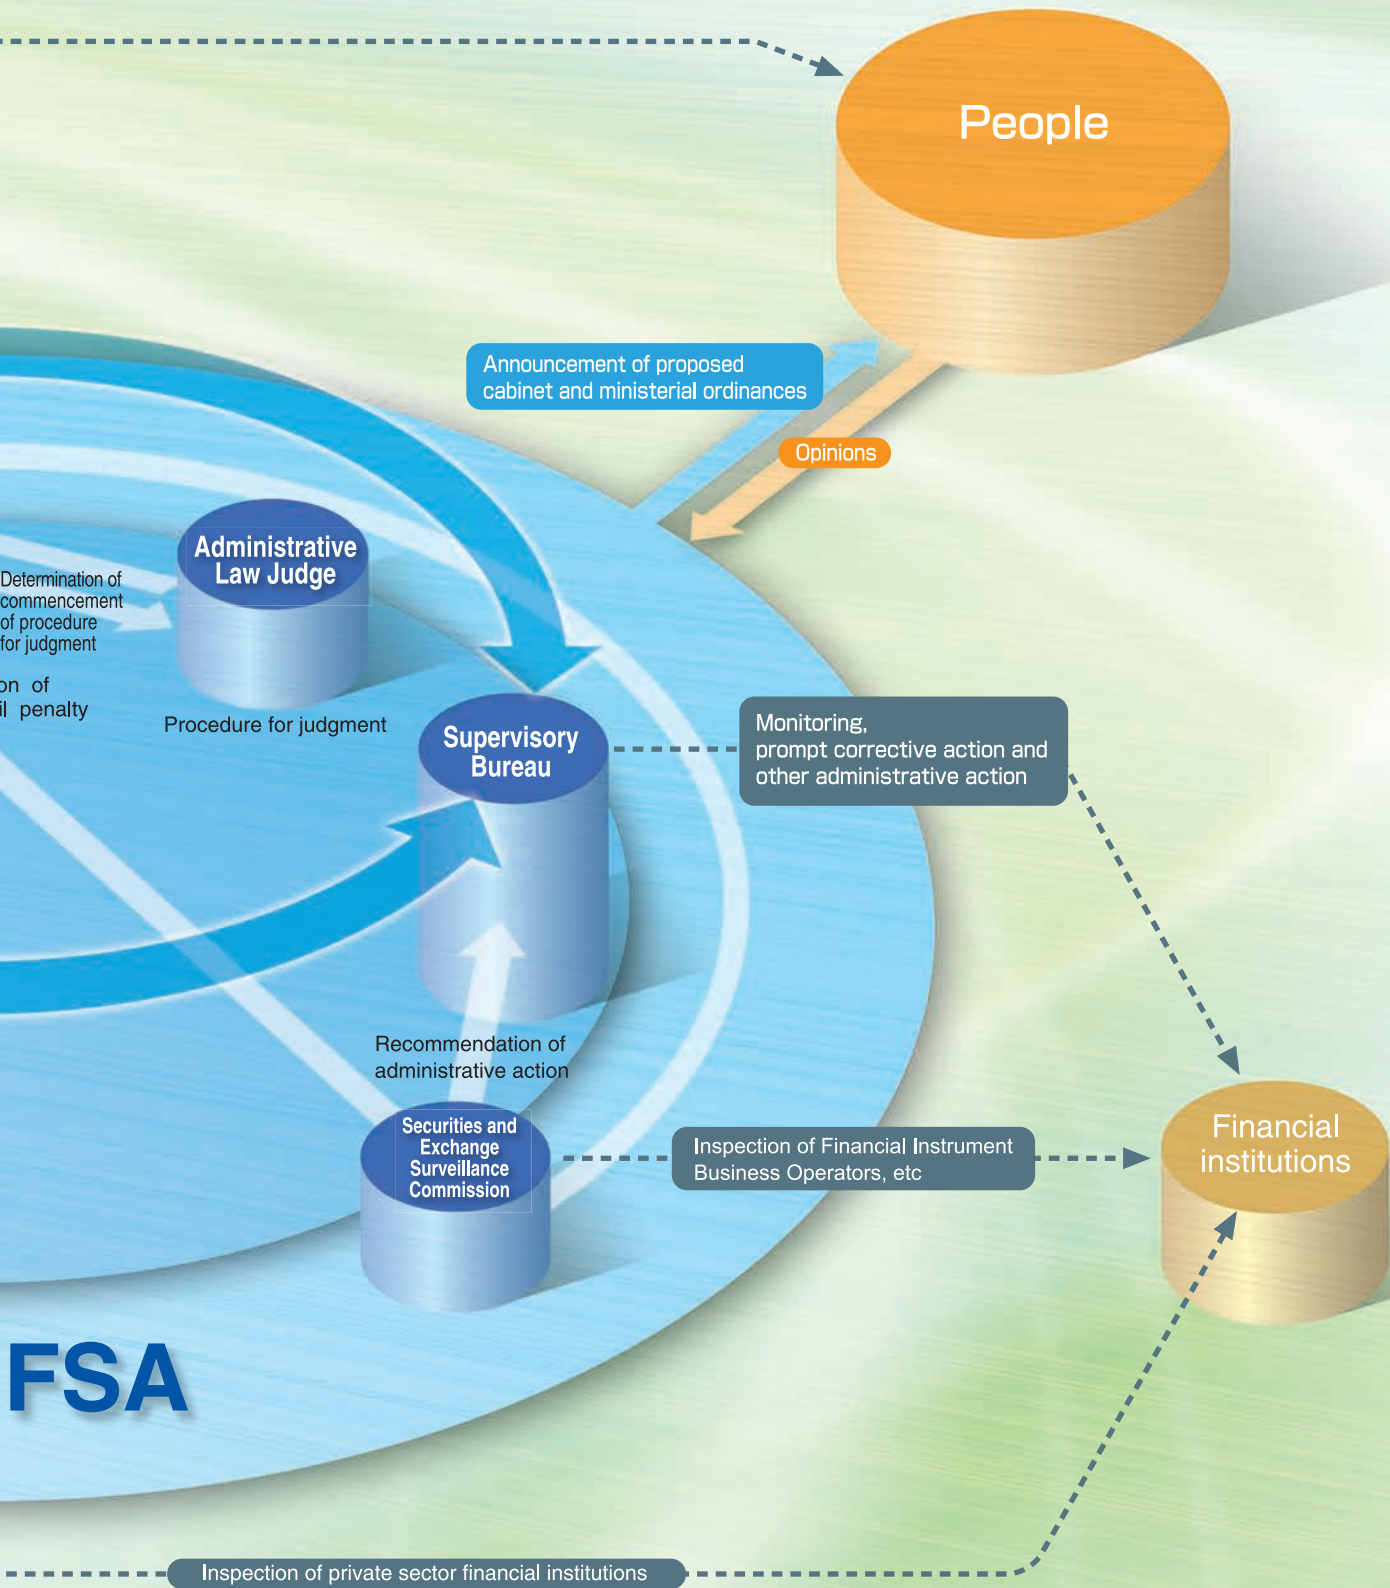 People
Announcement of proposed
cabinet and ministerial ordinances
Opinions
Administrative
Law Judge
Determination of
commencement
of procedure
for judgment
of
penalty
Procedure for judgment
Supervisory
Bureau
Monitoring,
prompt corrective action and
other administrative action
Recommendation of
administrative action
Securities and
Exchange
Surveillance
Commission
Inspection of Financial Instrument
Business Operators, etc
Financial
institutions
FSA
Inspection of private sector financial institutions